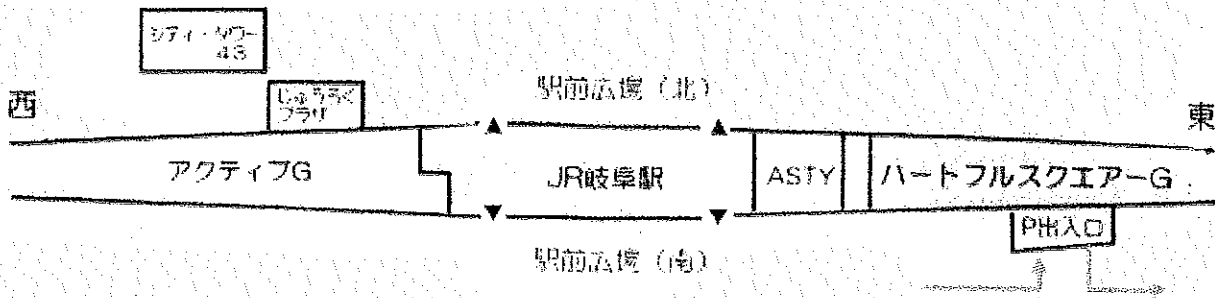 シティ・タワー
43
じゅうろく
プラザ
駅前広場（北）
西
東
アクティブG
JR岐阜駅
ASTY
ハートフルスクエアーG
P出入口
駅前広場（南）